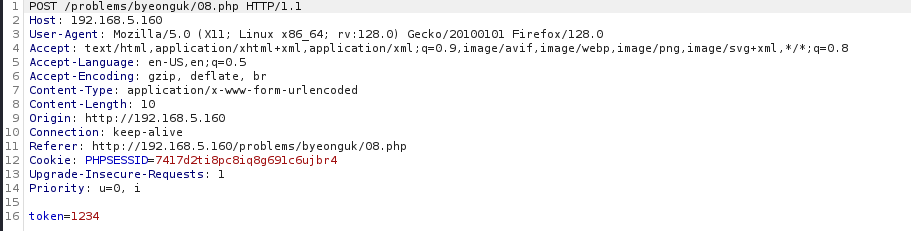 1 POST /problems/byeonguk/08.php HTTP/1.1
2 Host: 192.168.5.160
3 User-Agent: Mozilla/5.0 (X11; Linux x86_64; rv:128.0) Gecko/20100101 Firefox/128.0
4 Accept: text/html,application/xhtml+xml,application/xml;q=0.9,image/avif,image/webp,image/png,image/svg+xml,*/*;q=0.8
5 Accept-Language: en-US,en;q=0.5
6 Accept-Encoding: gzip, deflate, br
7 Content-Type: application/x-www-form-urlencoded
8 Content-Length: 10
9 Origin: http://192.168.5.160
10 Connection: keep-alive
11 Referer: http://192.168.5.160/problems/byeonguk/08.php
12 Cookie: PHPSESSID=7417d2ti8pc8iq8g691c6ujbr4
13 Upgrade-Insecure-Requests: 1
14 Priority: u=0, i
15
16 token=1234